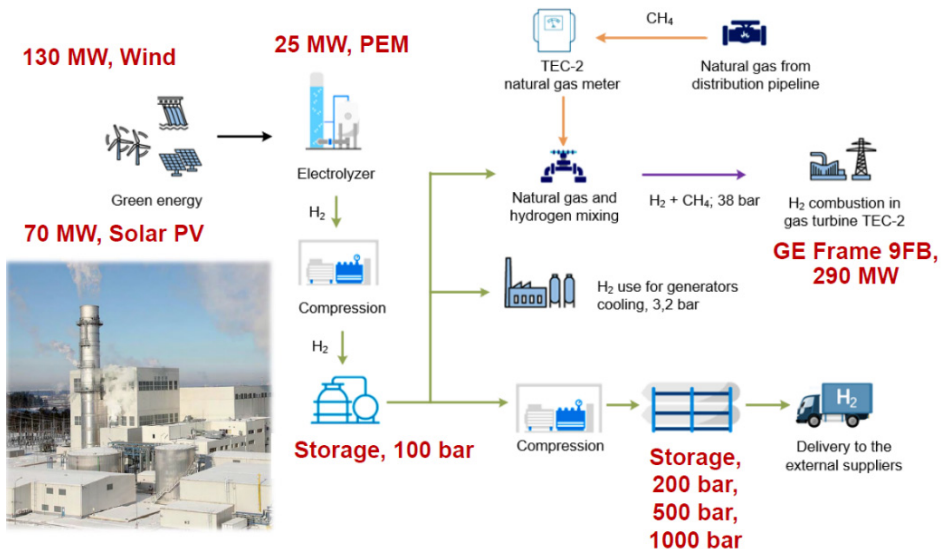 130 MW, Wind
25 MW, PEM
CH₄
TEC-2
natural gas meter
Natural gas from
distribution pipeline
Green energy
Electrolyzer
Natural gas and
hydrogen mixing
H₂ + CH₄; 38 bar
H₂ combustion in
gas turbine TEC-2
70 MW, Solar PV
H₂
GE Frame 9FB,
290 MW
Compression
H₂ use for generators
cooling, 3,2 bar
H₂
Storage, 100 bar
Compression
H₂
Delivery to the
external suppliers
Storage,
200 bar,
500 bar,
1000 bar